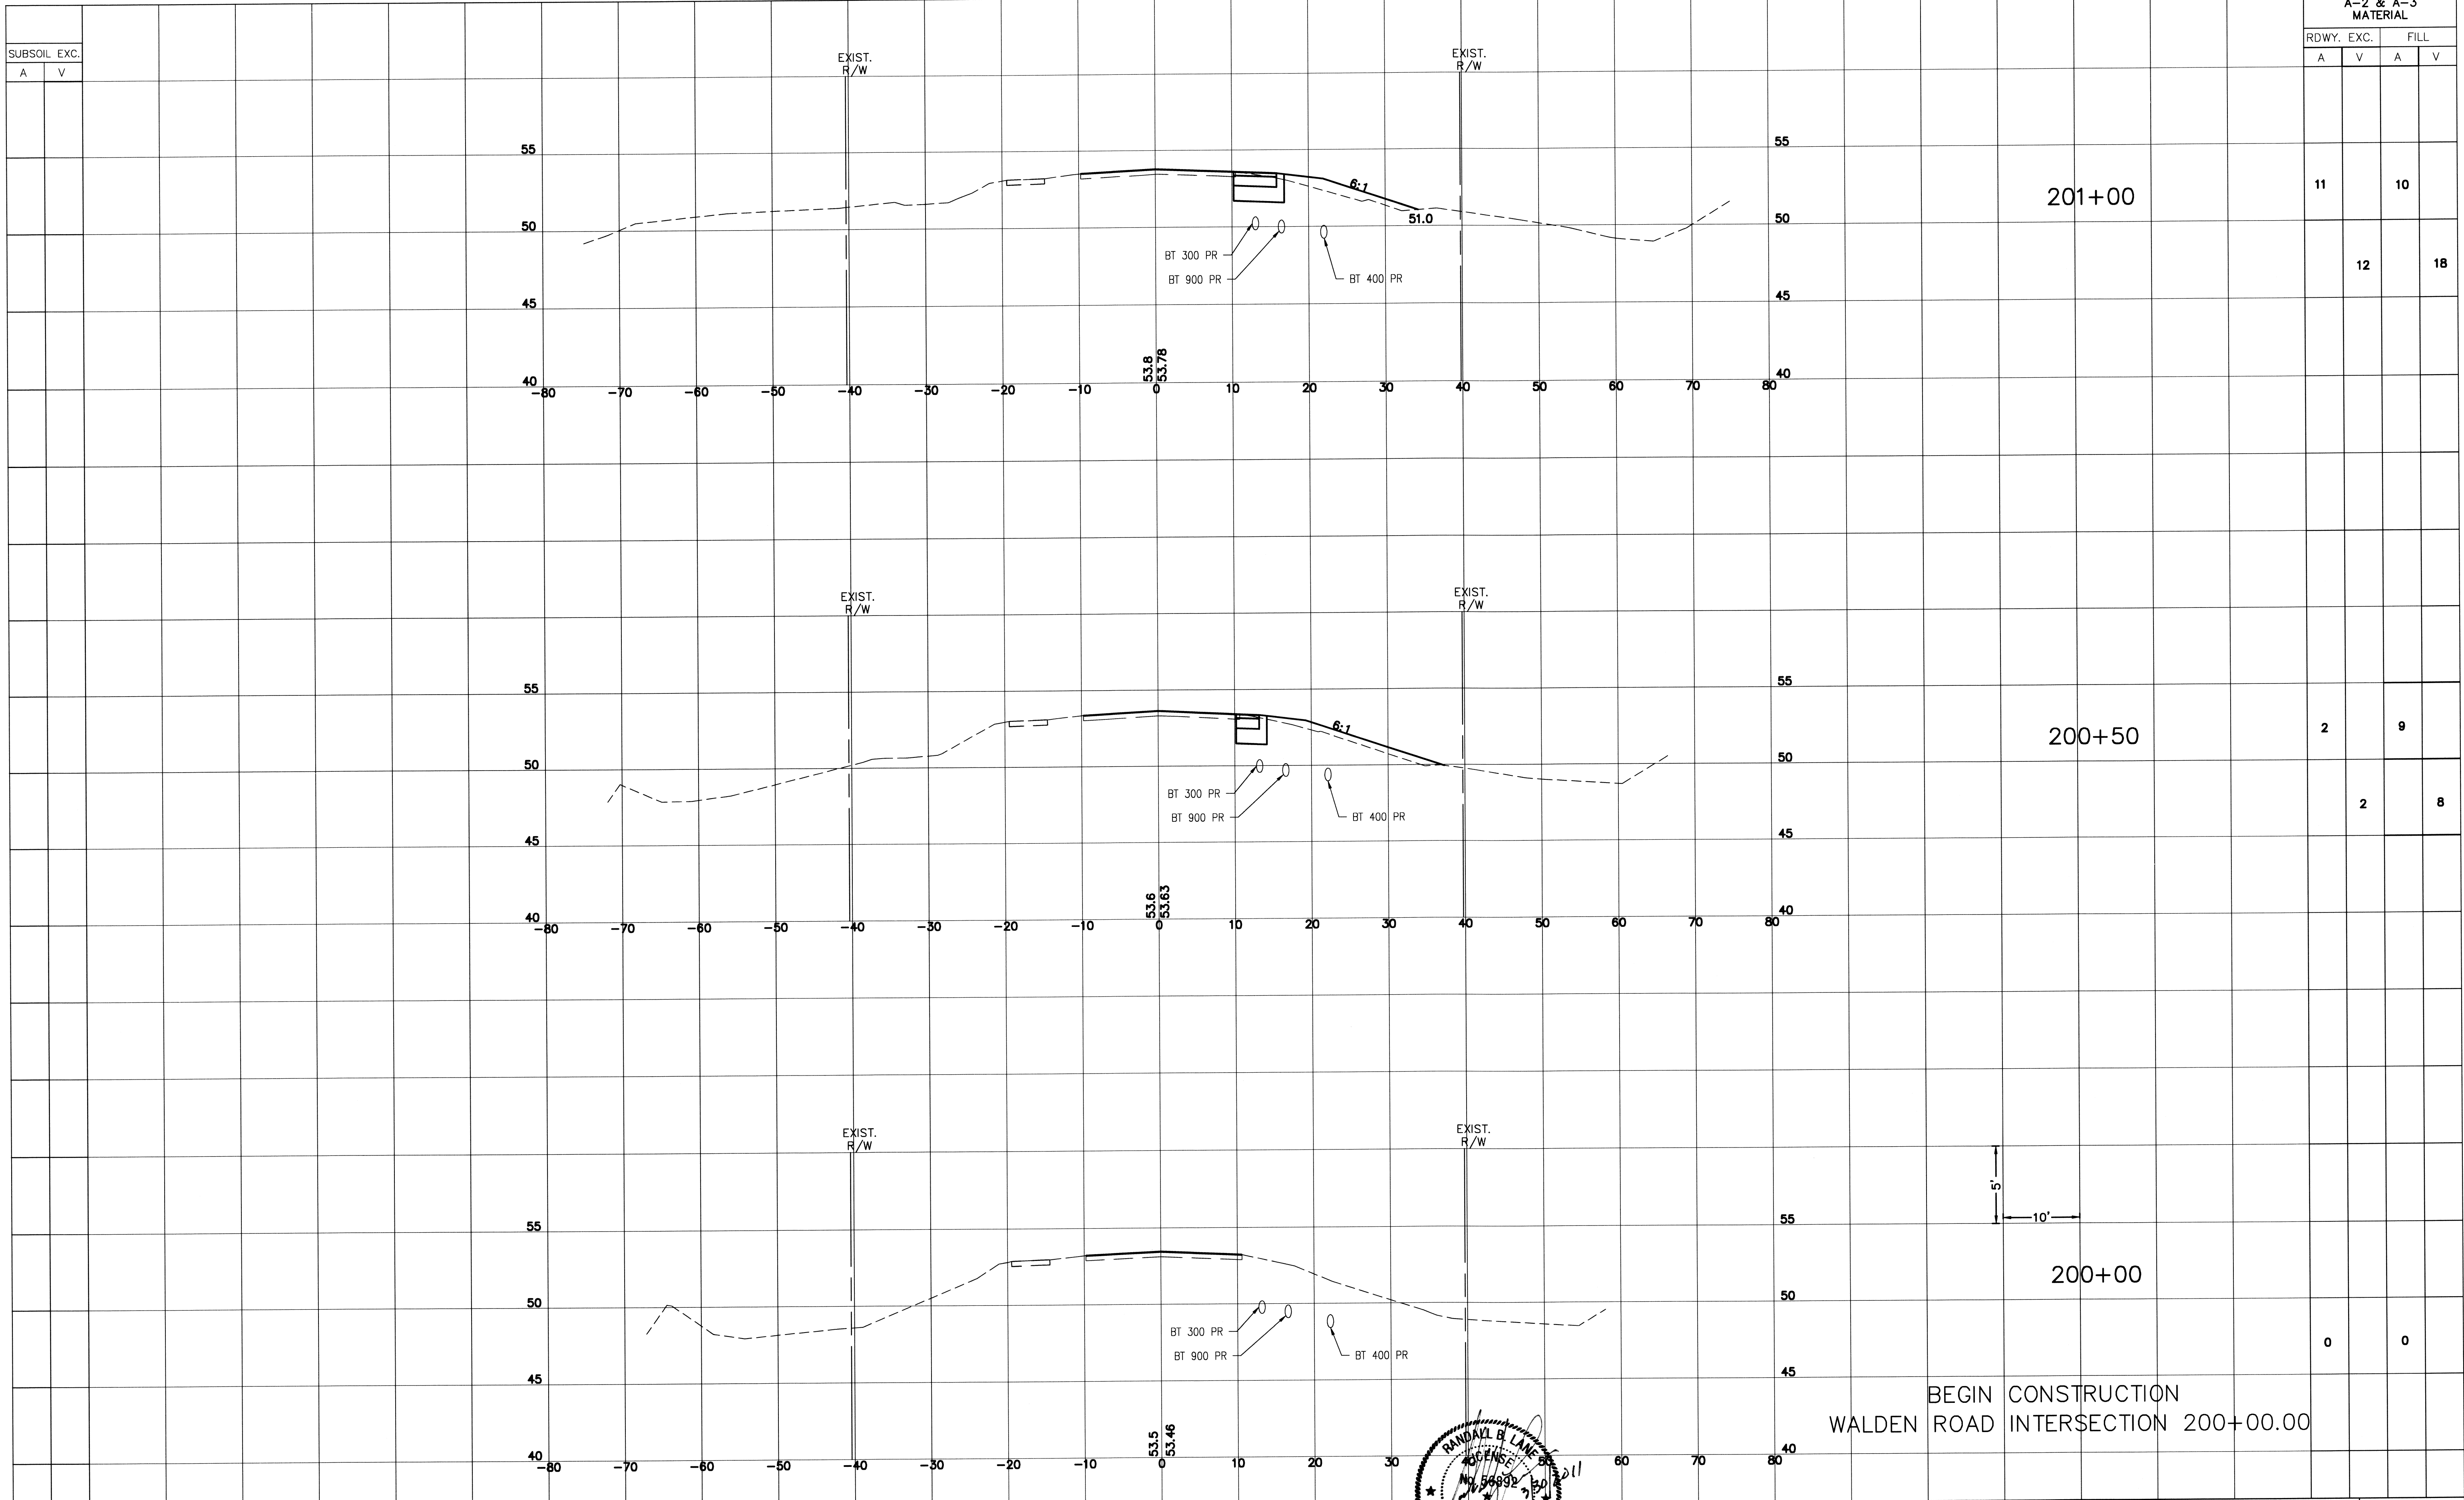 A-2 & A-3
MATERIAL
SUBSOIL EXC.
RDWY. EXC. FILL
A V
A V A V
EXIST.
R/W
EXIST.
R/W
55 55
6:1
201+00
11 10
50 51.0 50
BT 300 PR
BT 900 PR BT 400 PR
12 18
45 45
53.8
53.78
40 40
-80 -70 -60 -50 -40 -30 -20 -10 0 10 20 30 40 50 60 70 80
EXIST.
R/W
EXIST.
R/W
55 55
6:1
200+50
2 9
50 50
BT 300 PR
BT 900 PR BT 400 PR
2 8
45 45
53.6
53.63
40 40
-80 -70 -60 -50 -40 -30 -20 -10 0 10 20 30 40 50 60 70 80
EXIST.
R/W
EXIST.
R/W
5'
10'
55 55
200+00
50 50
BT 300 PR
BT 900 PR BT 400 PR
0 0
45 45
BEGIN CONSTRUCTION
WALDEN ROAD INTERSECTION 200+00.00
53.5
53.46
40 40
-80 -70 -60 -50 -40 -30 -20 -10 0 10 20 30 40 50 60 70 80
RANDALL B. LANE
LICENSE
No. 56892